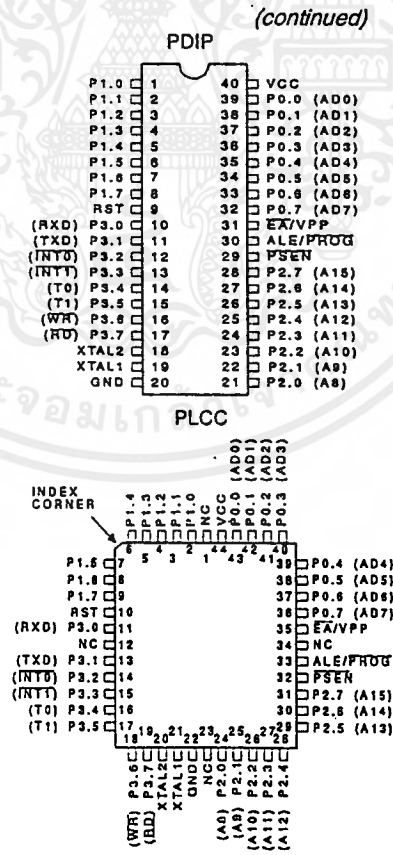 (continued)
PDIP
P1.0 1 40 VCC
P1.1 2 39 P0.0 (AD0)
P1.2 3 38 P0.1 (AD1)
P1.3 4 37 P0.2 (AD2)
P1.4 5 36 P0.3 (AD3)
P1.5 6 35 P0.4 (AD4)
P1.6 7 34 P0.5 (AD5)
P1.7 8 33 P0.6 (AD6)
RST 9 32 P0.7 (AD7)
(RXD) P3.0 10 31 EA/VPP
(TXD) P3.1 11 30 ALE/PROG
(INT0) P3.2 12 29 PSEN
(INT1) P3.3 13 28 P2.7 (A15)
(T0) P3.4 14 27 P2.6 (A14)
(T1) P3.5 15 26 P2.5 (A13)
(WR) P3.6 16 25 P2.4 (A12)
(RD) P3.7 17 24 P2.3 (A11)
XTAL2 18 23 P2.2 (A10)
XTAL1 19 22 P2.1 (A9)
GND 20 21 P2.0 (A8)
PLCC
INDEX
CORNER
P1.4 P1.3 P1.2 P1.1 P1.0 NC VCC P0.0 (AD0) P0.1 (AD1) P0.2 (AD2) P0.3 (AD3)
6 5 4 3 2 1 44 43 42 41 40
P1.5 7 39 P0.4 (AD4)
P1.6 8 38 P0.5 (AD5)
P1.7 9 37 P0.6 (AD6)
RST 10 36 P0.7 (AD7)
(RXD) P3.0 11 35 EA/VPP
NC 12 34 NC
(TXD) P3.1 13 33 ALE/PROG
(INT0) P3.2 14 32 PSEN
(INT1) P3.3 15 31 P2.7 (A15)
(T0) P3.4 16 30 P2.6 (A14)
(T1) P3.5 17 29 P2.5 (A13)
18 19 20 21 22 23 24 25 26 27 28
(WR) P3.6 (RD) P3.7 XTAL2 XTAL1 GND NC (A8) P2.0 (A9) P2.1 (A10) P2.2 (A11) P2.3 (A12) P2.4